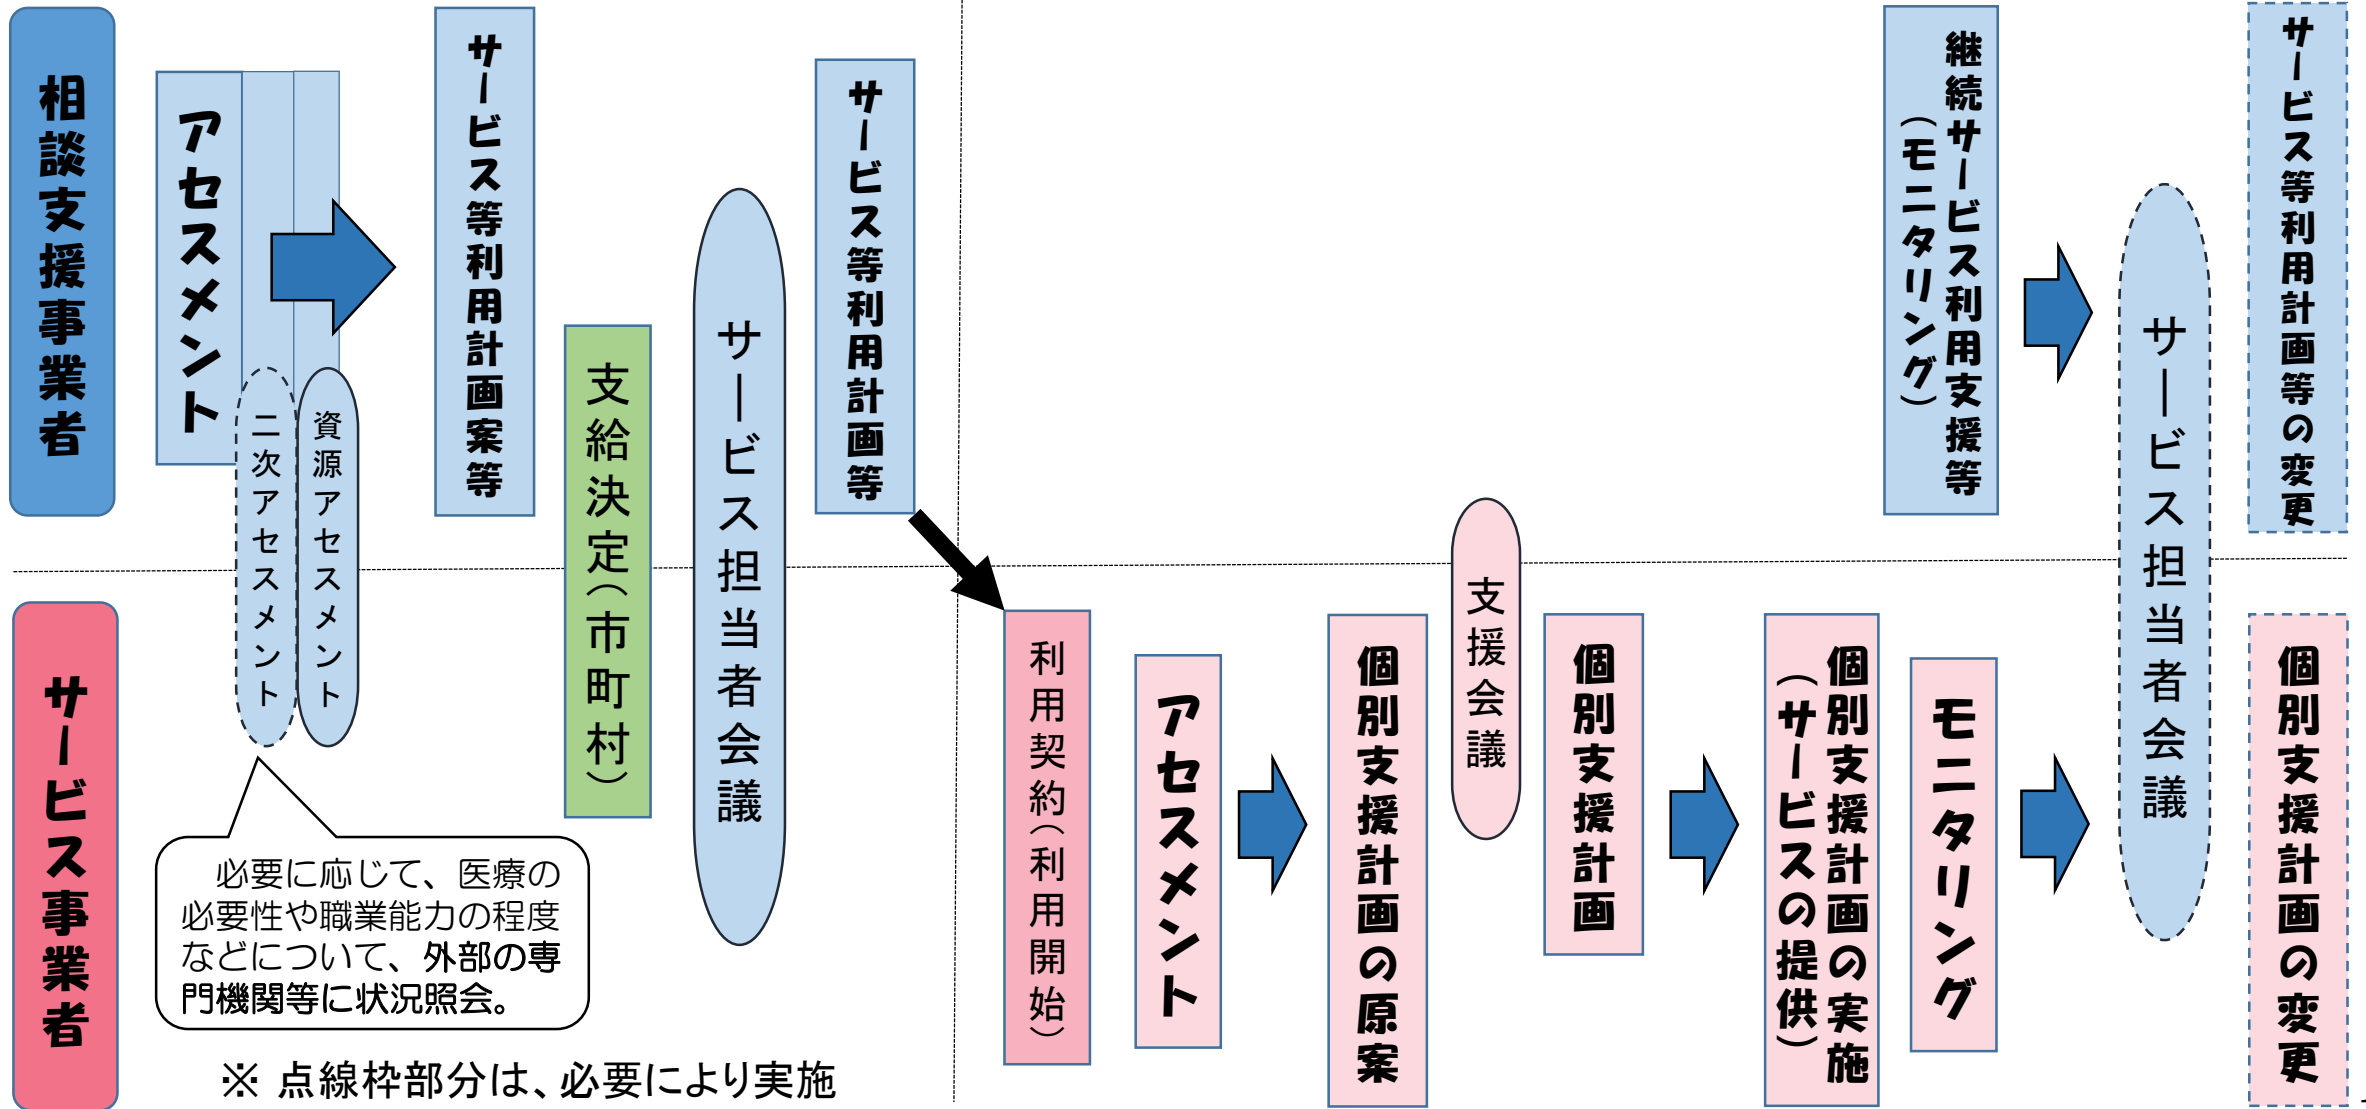 相談支援事業者
アセスメント
二次アセスメント
資源アセスメント
サービス等利用計画案等
支給決定（市町村）
サービス担当者会議
サービス等利用計画等
継続サービス利用支援等
（モニタリング）
サービス担当者会議
サービス等利用計画等の変更
サービス事業者
必要に応じて、医療の
必要性や職業能力の程度
などについて、外部の専
門機関等に状況照会。
利用契約（利用開始）
アセスメント
個別支援計画の原案
支援会議
個別支援計画
個別支援計画の実施
（サービスの提供）
モニタリング
個別支援計画の変更
※ 点線枠部分は、必要により実施